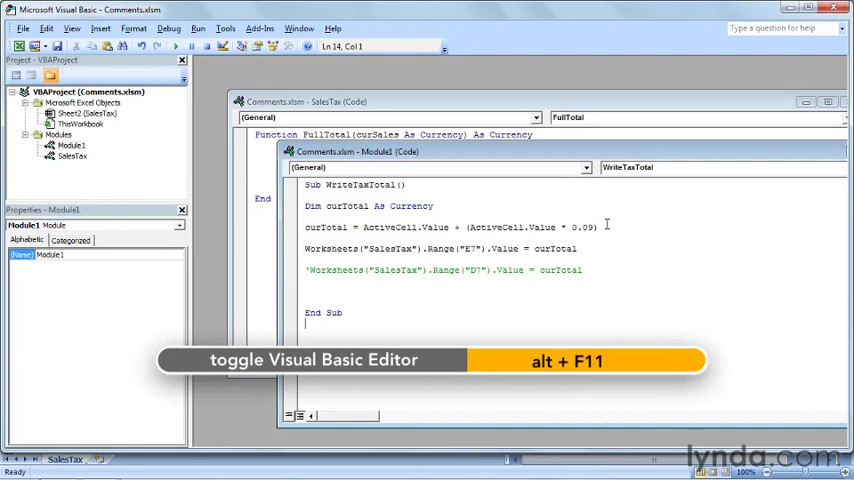 Microsoft Visual Basic - Comments.xlsm
File Edit View Insert Format Debug Run Tools Add-Ins Window Help
Type a question for help
Ln 14, Col 1
Project - VBAProject
VBAProject (Comments.xlsm)
Microsoft Excel Objects
Sheet2 (SalesTax)
ThisWorkbook
Modules
Module1
SalesTax
Properties - Module1
Module1 Module
Alphabetic Categorized
(Name) Module1
Comments.xlsm - SalesTax (Code)
(General) FullTotal
Function FullTotal(curSales As Currency) As Currency
End
Comments.xlsm - Module1 (Code)
(General) WriteTaxTotal
Sub WriteTaxTotal()
Dim curTotal As Currency
curTotal = ActiveCell.Value + (ActiveCell.Value * 0.09)
Worksheets("SalesTax").Range("E7").Value = curTotal
'Worksheets("SalesTax").Range("D7").Value = curTotal
End Sub
toggle Visual Basic Editor alt + F11
SalesTax
Ready
lynda.com
100%